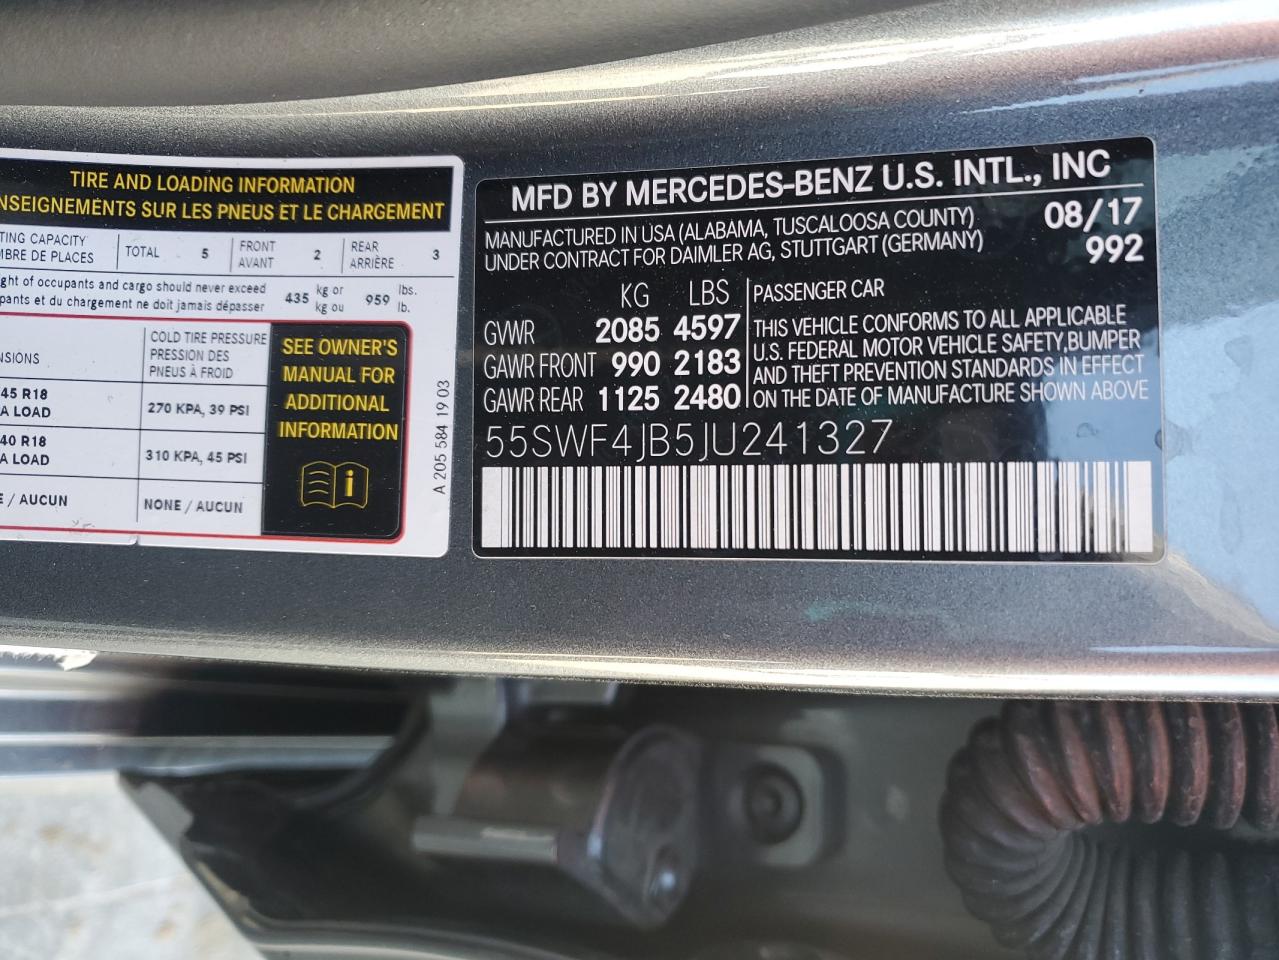 TIRE AND LOADING INFORMATION
NSEIGNEMENTS SUR LES PNEUS ET LE CHARGEMENT
TING CAPACITY
MBRE DE PLACES
TOTAL 5
FRONT
AVANT
2
REAR
ARRIÈRE
3
ght of occupants and cargo should never exceed
pants et du chargement ne doit jamais dépasser
435 kg or
kg ou
959 lbs.
lb.
NSIONS
COLD TIRE PRESSURE
PRESSION DES
PNEUS À FROID
45 R18
A LOAD
270 KPA, 39 PSI
40 R18
A LOAD
310 KPA, 45 PSI
E / AUCUN
NONE / AUCUN
SEE OWNER'S
MANUAL FOR
ADDITIONAL
INFORMATION
i
A 205 584 19 03
MFD BY MERCEDES-BENZ U.S. INTL., INC
MANUFACTURED IN USA (ALABAMA, TUSCALOOSA COUNTY)
UNDER CONTRACT FOR DAIMLER AG, STUTTGART (GERMANY)
08/17
992
KG LBS
GVWR 2085 4597
GAWR FRONT 990 2183
GAWR REAR 1125 2480
PASSENGER CAR
THIS VEHICLE CONFORMS TO ALL APPLICABLE
U.S. FEDERAL MOTOR VEHICLE SAFETY,BUMPER
AND THEFT PREVENTION STANDARDS IN EFFECT
ON THE DATE OF MANUFACTURE SHOWN ABOVE
55SWF4JB5JU241327